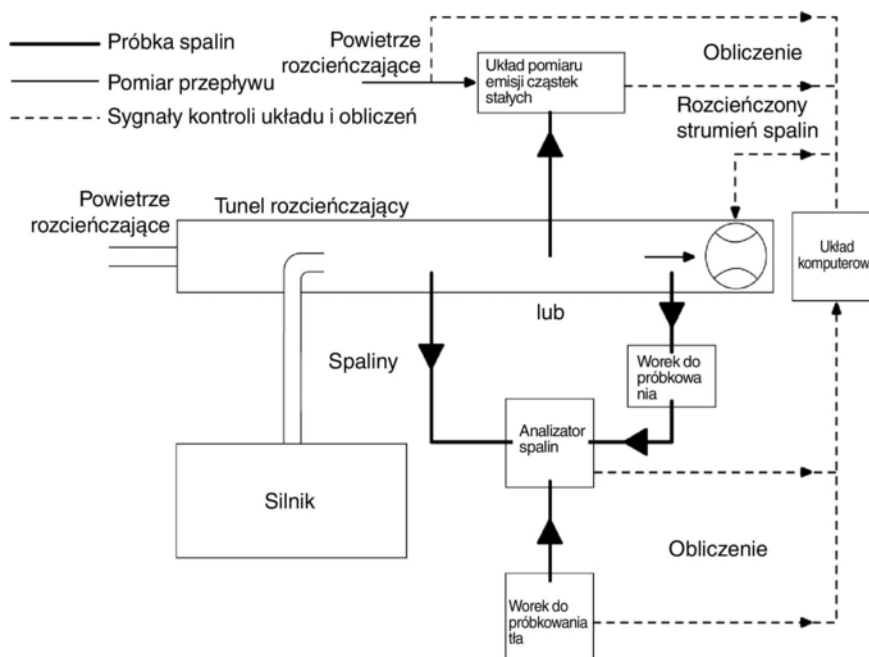 Próbka spalin
Pomiar przepływu
Sygnały kontroli układu i obliczeń
Powietrze
rozcieńczające
Układ pomiaru
emisji cząstek
stałych
Obliczenie
Rozcieńczony
strumień spalin
Powietrze
rozcieńczające
Tunel rozcieńczający
Układ
komputerow
lub
Spaliny
Worek do
próbkowa
nia
Analizator
spalin
Silnik
Obliczenie
Worek do
próbkowania
tła